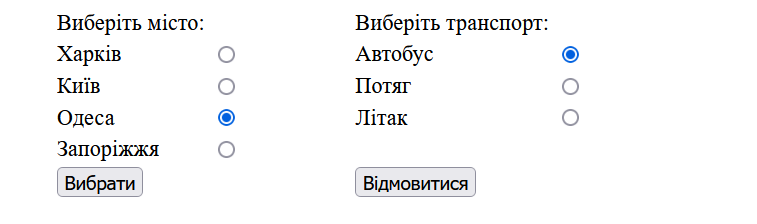 Виберіть місто: Виберіть транспорт:
Харків Автобус
Київ Потяг
Одеса Літак
Запоріжжя
Вибрати Відмовитися